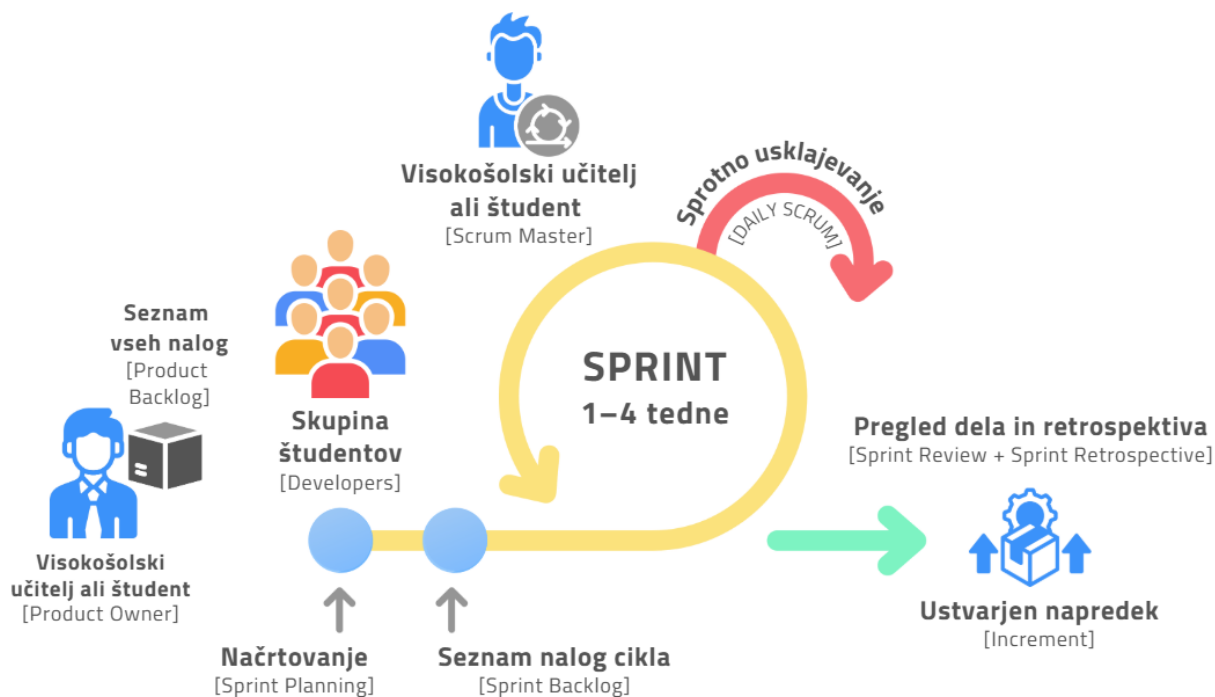 Visokošolski učitelj
ali študent
[Scrum Master]
Sprotno usklajevanje
[DAILY SCRUM]
Seznam
vseh nalog
[Product
Backlog]
Skupina
študentov
[Developers]
SPRINT
1–4 tedne
Pregled dela in retrospektiva
[Sprint Review + Sprint Retrospective]
Visokošolski
učitelj ali študent
[Product Owner]
Ustvarjen napredek
[Increment]
Načrtovanje
[Sprint Planning]
Seznam nalog cikla
[Sprint Backlog]